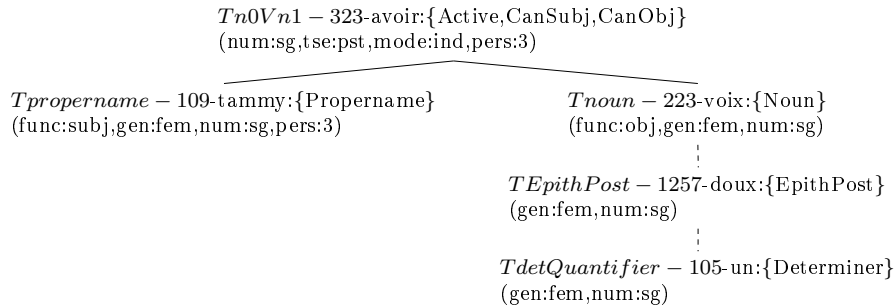 Tn0Vn1 − 323-avoir:{Active,CanSubj,CanObj}
(num:sg,tse:pst,mode:ind,pers:3)
Tpropername − 109-tammy:{Propername}
(func:subj,gen:fem,num:sg,pers:3)
Tnoun − 223-voix:{Noun}
(func:obj,gen:fem,num:sg)
TEpithPost − 1257-doux:{EpithPost}
(gen:fem,num:sg)
TdetQuantifier − 105-un:{Determiner}
(gen:fem,num:sg)